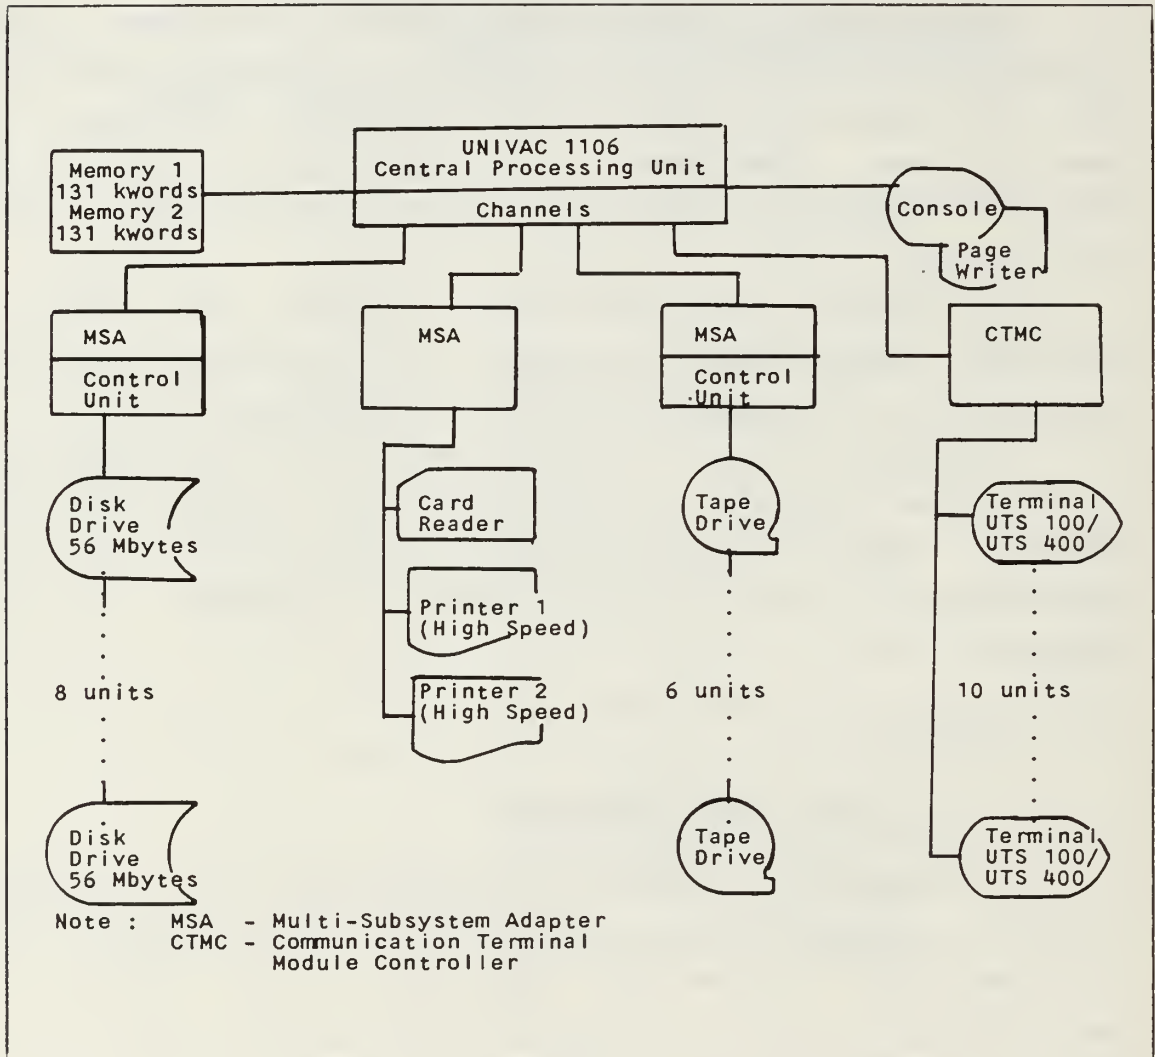 UNIVAC 1106
Central Processing Unit
Channels
Memory 1
131 kwords
Memory 2
131 kwords
Console
Page
Writer
MSA
Control
Unit
MSA
MSA
Control
Unit
CTMC
Disk
Drive
56 Mbytes
Card
Reader
Printer 1
(High Speed)
Printer 2
(High Speed)
Tape
Drive
Terminal
UTS 100/
UTS 400
8 units
6 units
10 units
Disk
Drive
56 Mbytes
Tape
Drive
Terminal
UTS 100/
UTS 400
Note : MSA - Multi-Subsystem Adapter
CTMC - Communication Terminal
Module Controller